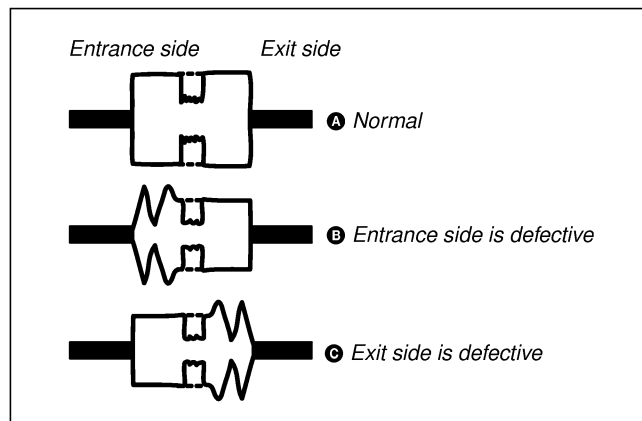 Entrance side Exit side
A Normal
B Entrance side is defective
C Exit side is defective